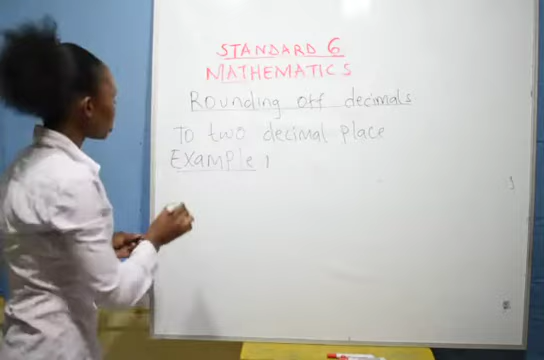 STANDARD 6
MATHEMATICS
Rounding off decimals
To two decimal place
Example 1